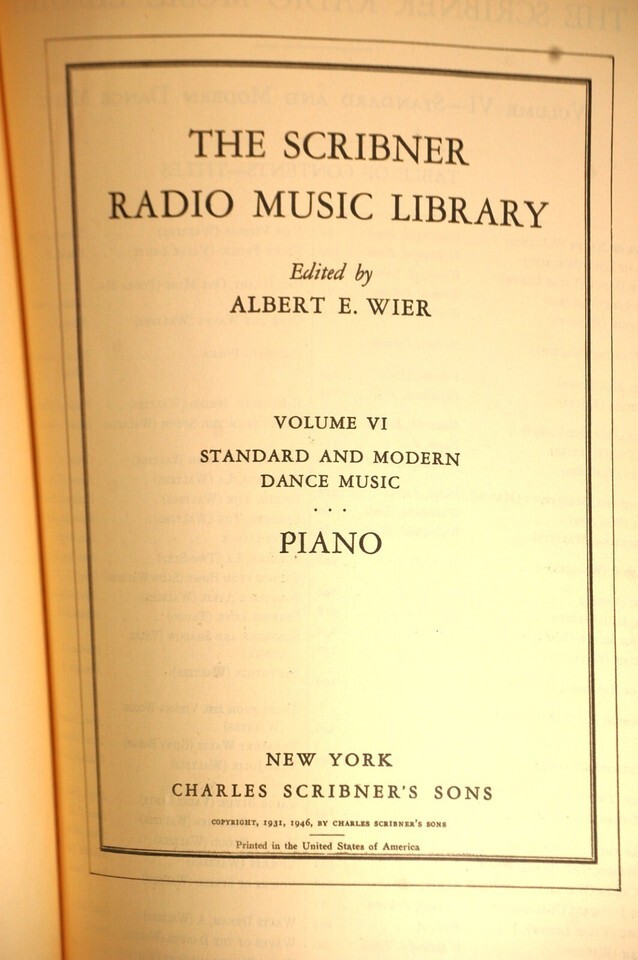 THE SCRIBNER
RADIO MUSIC LIBRARY
Edited by
ALBERT E. WIER
VOLUME VI
STANDARD AND MODERN
DANCE MUSIC
...
PIANO
NEW YORK
CHARLES SCRIBNER'S SONS
COPYRIGHT, 1931, 1946, BY CHARLES SCRIBNER'S SONS
Printed in the United States of America